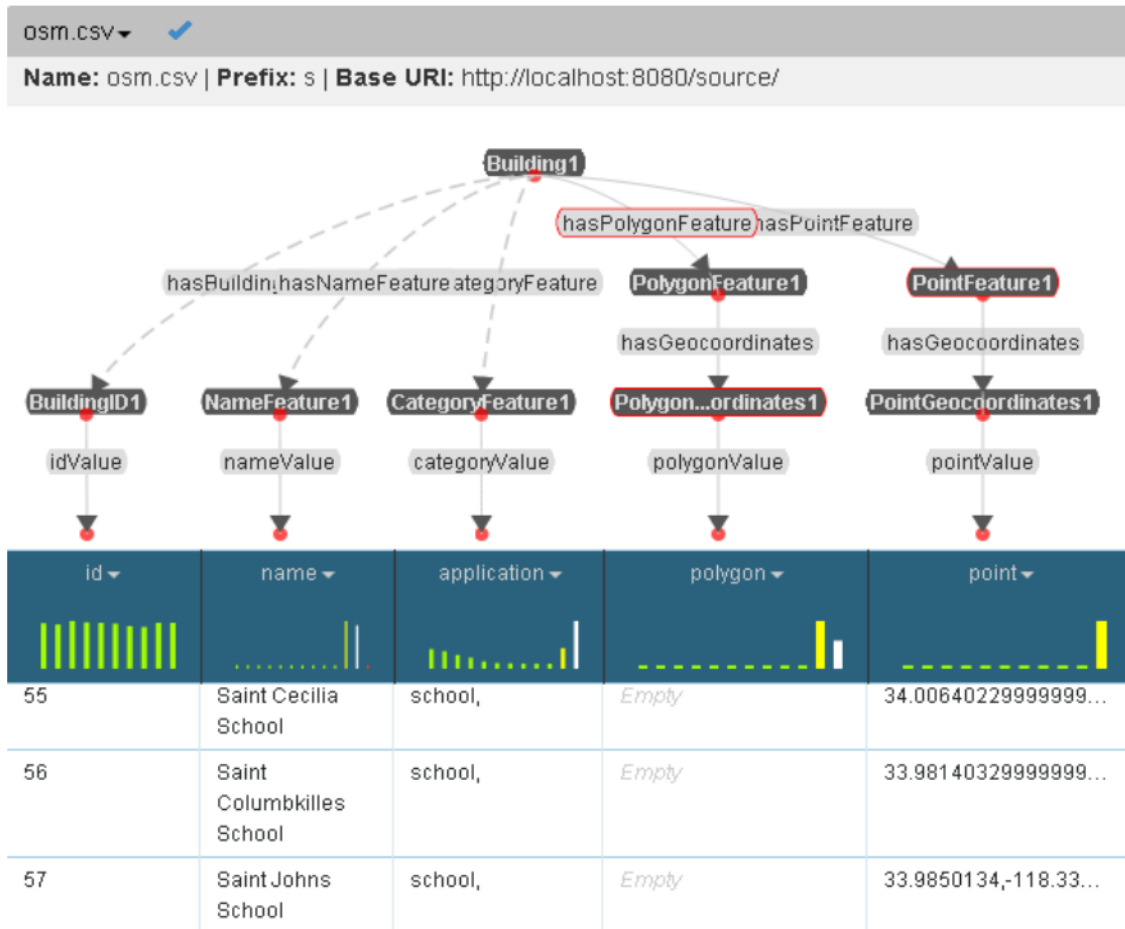 osm.csv
Name: osm.csv | Prefix: s | Base URI: http://localhost:8080/source/
Building1
hasPolygonFeature hasPointFeature
hasBuildin hasNameFeature ategoryFeature PolygonFeature1 PointFeature1
hasGeocoordinates hasGeocoordinates
BuildingID1 NameFeature1 CategoryFeature1 Polygon...ordinates1 PointGeocoordinates1
idValue nameValue categoryValue polygonValue pointValue
id name application polygon point
55 Saint Cecilia school, Empty 34.00640229999999...
School
56 Saint school, Empty 33.98140329999999...
Columbkilles
School
57 Saint Johns school, Empty 33.9850134,-118.33...
School